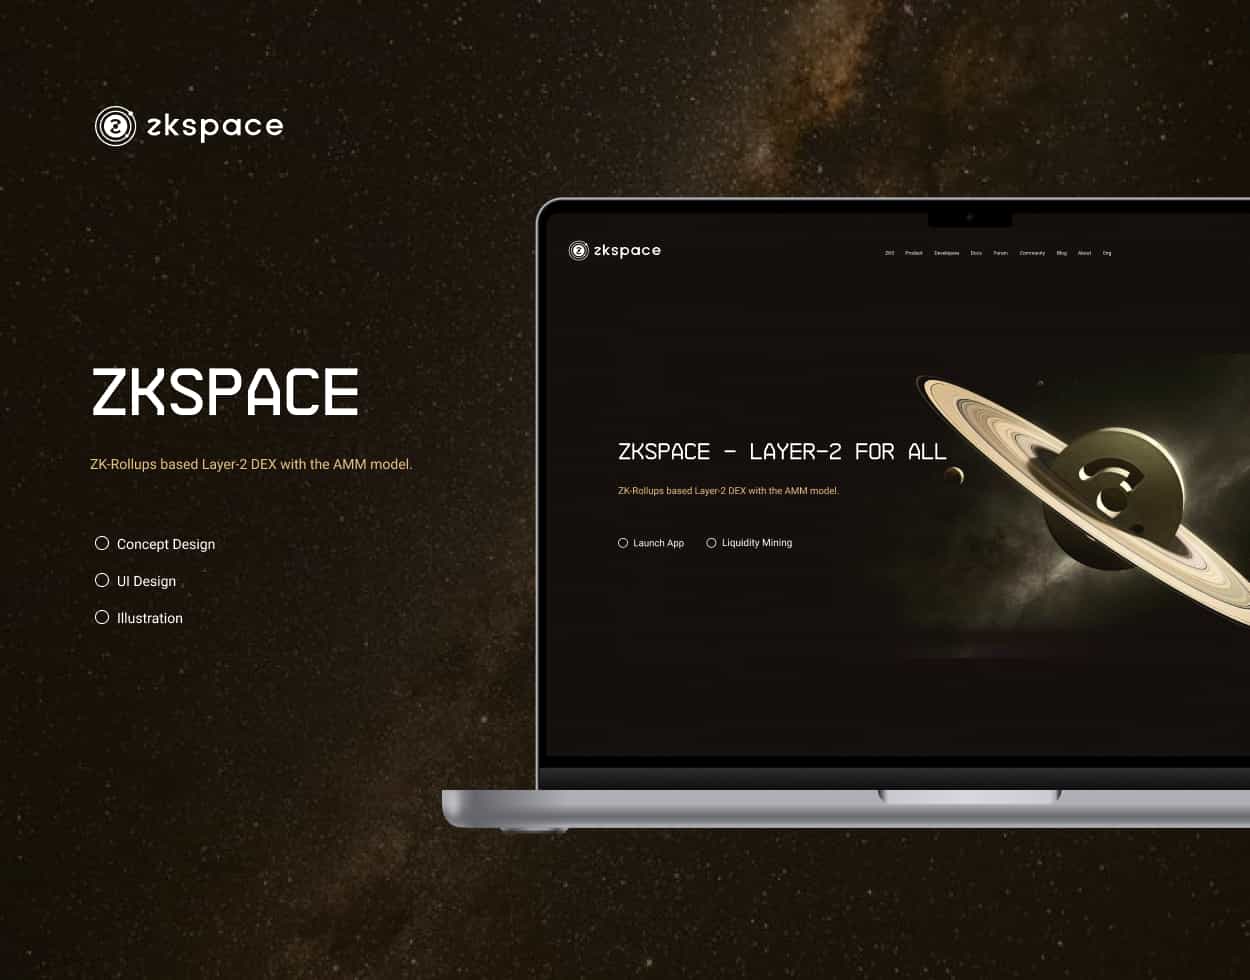 zkspace
ZKSPACE
ZK-Rollups based Layer-2 DEX with the AMM model.
Concept Design
UI Design
Illustration
zkspace
ZKS Product Developers Docs Forum Community Blog About Org
ZKSPACE - LAYER-2 FOR ALL
ZK-Rollups based Layer-2 DEX with the AMM model.
Launch App Liquidity Mining